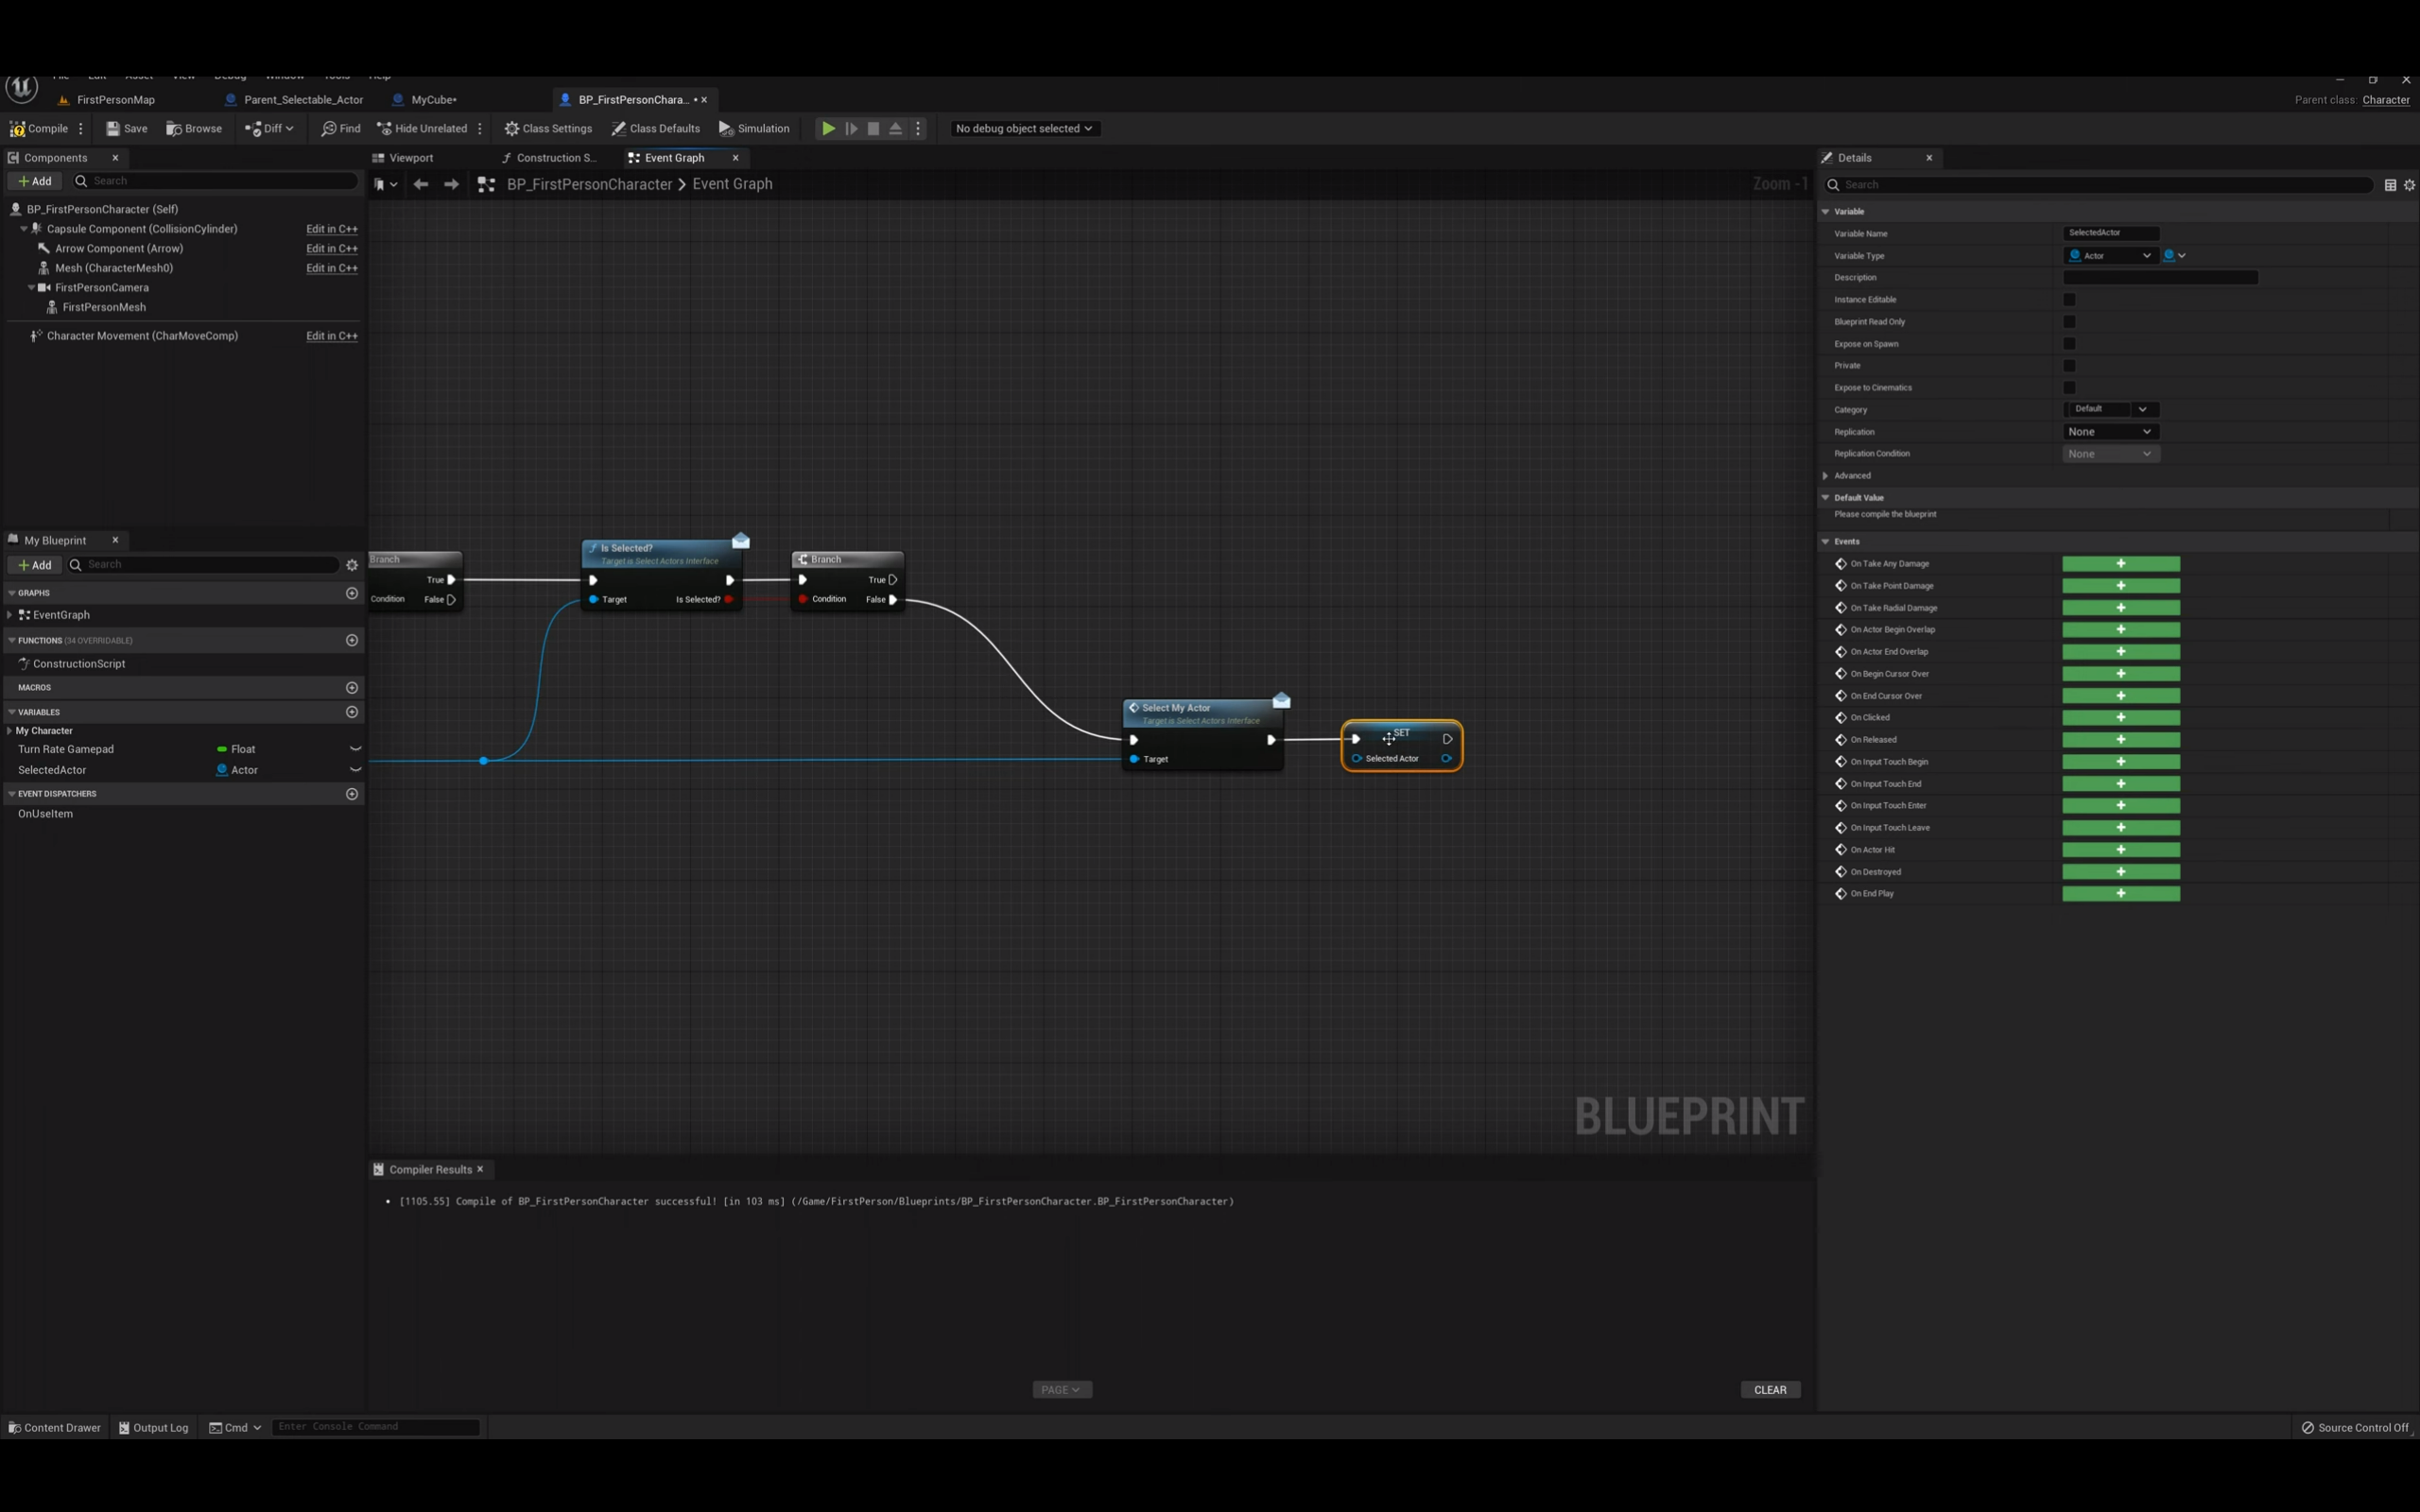 File Edit Asset View Debug Window Tools Help
FirstPersonMap Parent_Selectable_Actor MyCube• BP_FirstPersonChara... •
Parent class: Character
Compile Save Browse Diff Find Hide Unrelated Class Settings Class Defaults Simulation No debug object selected
Components
Add Search
BP_FirstPersonCharacter (Self)
Capsule Component (CollisionCylinder) Edit in C++
Arrow Component (Arrow) Edit in C++
Mesh (CharacterMesh0) Edit in C++
FirstPersonCamera
FirstPersonMesh
Character Movement (CharMoveComp) Edit in C++
My Blueprint
Add Search
GRAPHS
EventGraph
FUNCTIONS (34 OVERRIDABLE)
ConstructionScript
MACROS
VARIABLES
My Character
Turn Rate Gamepad Float
SelectedActor Actor
EVENT DISPATCHERS
OnUseItem
Viewport Construction S... Event Graph
BP_FirstPersonCharacter > Event Graph
Zoom -1
Branch
True
Condition False
Is Selected?
Target is Select Actors Interface
Target Is Selected?
Branch
True
Condition False
Select My Actor
Target is Select Actors Interface
Target
SET
Selected Actor
BLUEPRINT
Compiler Results
• [1105.55] Compile of BP_FirstPersonCharacter successful! [in 103 ms] (/Game/FirstPerson/Blueprints/BP_FirstPersonCharacter.BP_FirstPersonCharacter)
PAGE
CLEAR
Details
Search
Variable
Variable Name SelectedActor
Variable Type Actor
Description
Instance Editable
Blueprint Read Only
Expose on Spawn
Private
Expose to Cinematics
Category Default
Replication None
Replication Condition None
Advanced
Default Value
Please compile the blueprint
Events
On Take Any Damage
On Take Point Damage
On Take Radial Damage
On Actor Begin Overlap
On Actor End Overlap
On Begin Cursor Over
On End Cursor Over
On Clicked
On Released
On Input Touch Begin
On Input Touch End
On Input Touch Enter
On Input Touch Leave
On Actor Hit
On Destroyed
On End Play
Content Drawer Output Log Cmd Enter Console Command
Source Control Off